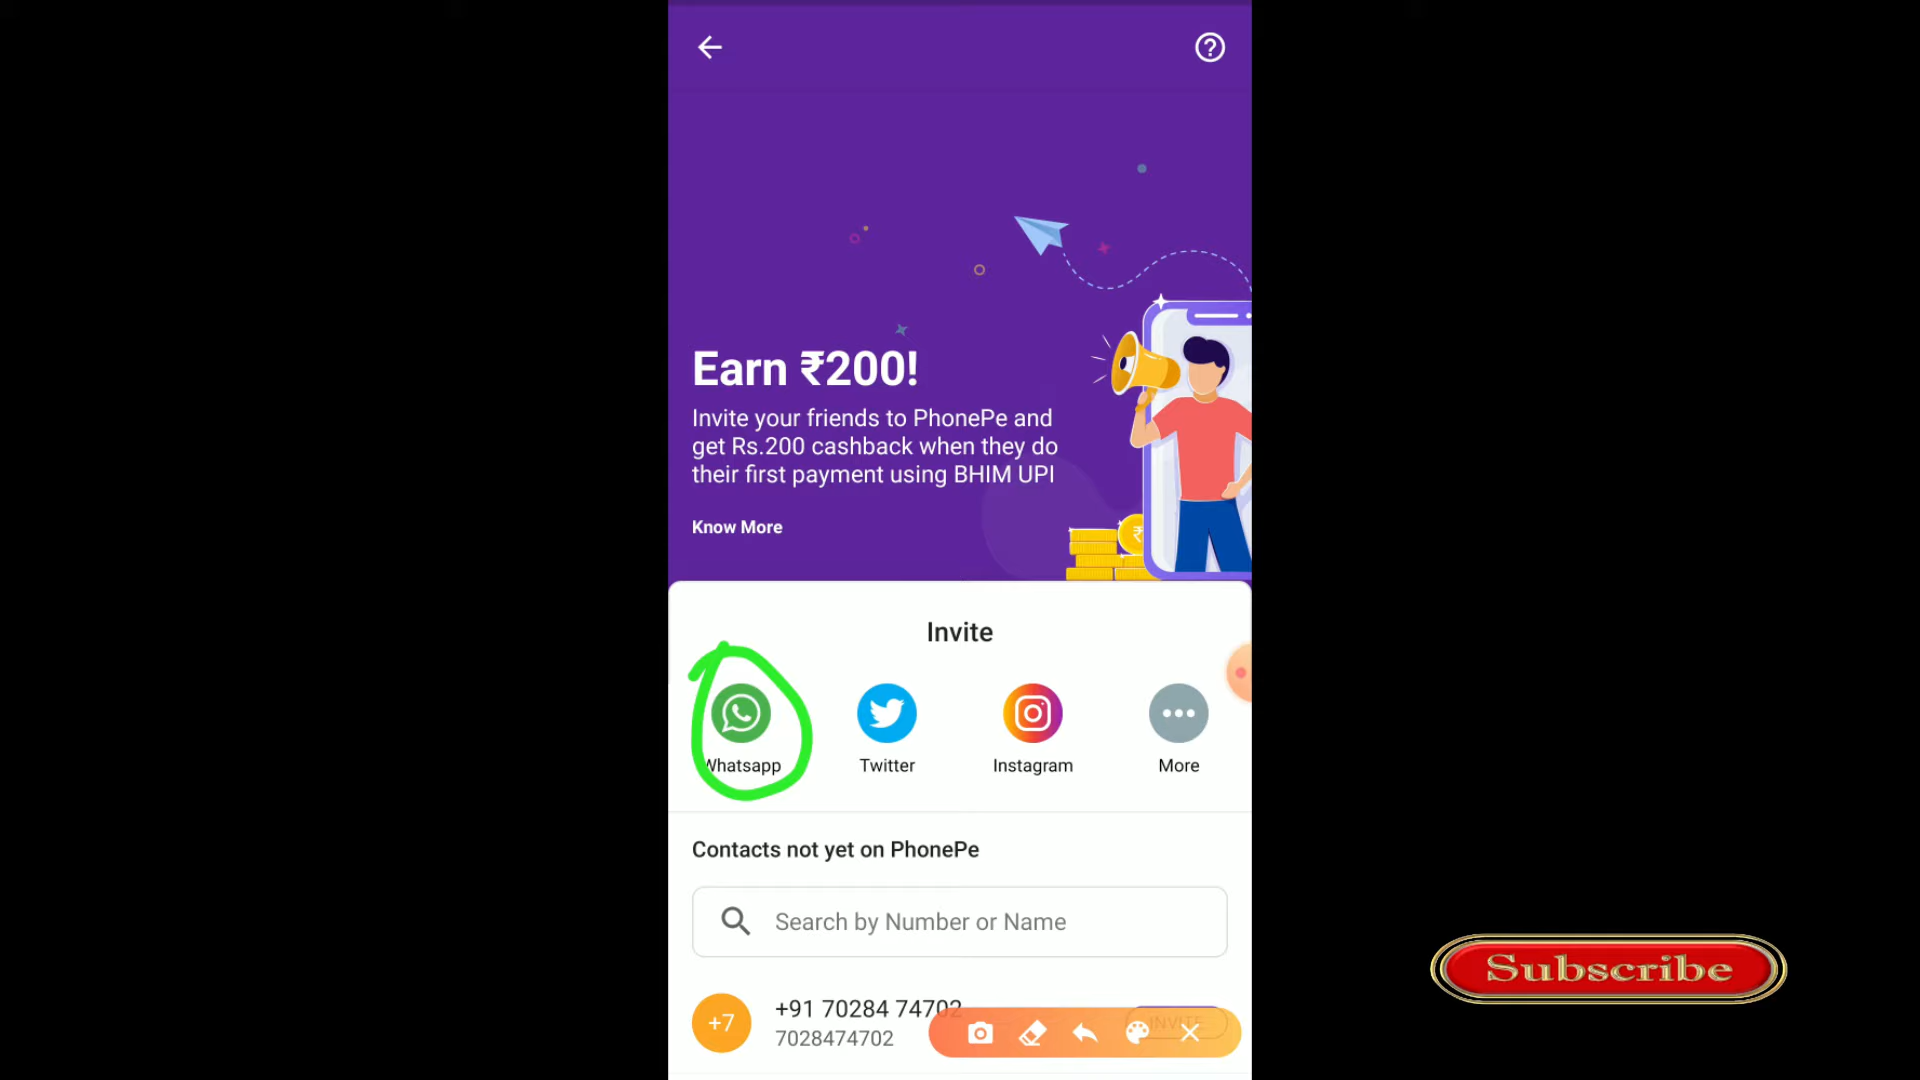 Earn ₹200!
Invite your friends to PhonePe and
get Rs.200 cashback when they do
their first payment using BHIM UPI
Know More
Invite
Whatsapp
Twitter
Instagram
More
Contacts not yet on PhonePe
Search by Number or Name
+7
+91 70284 74702
7028474702
INVITE
Subscribe